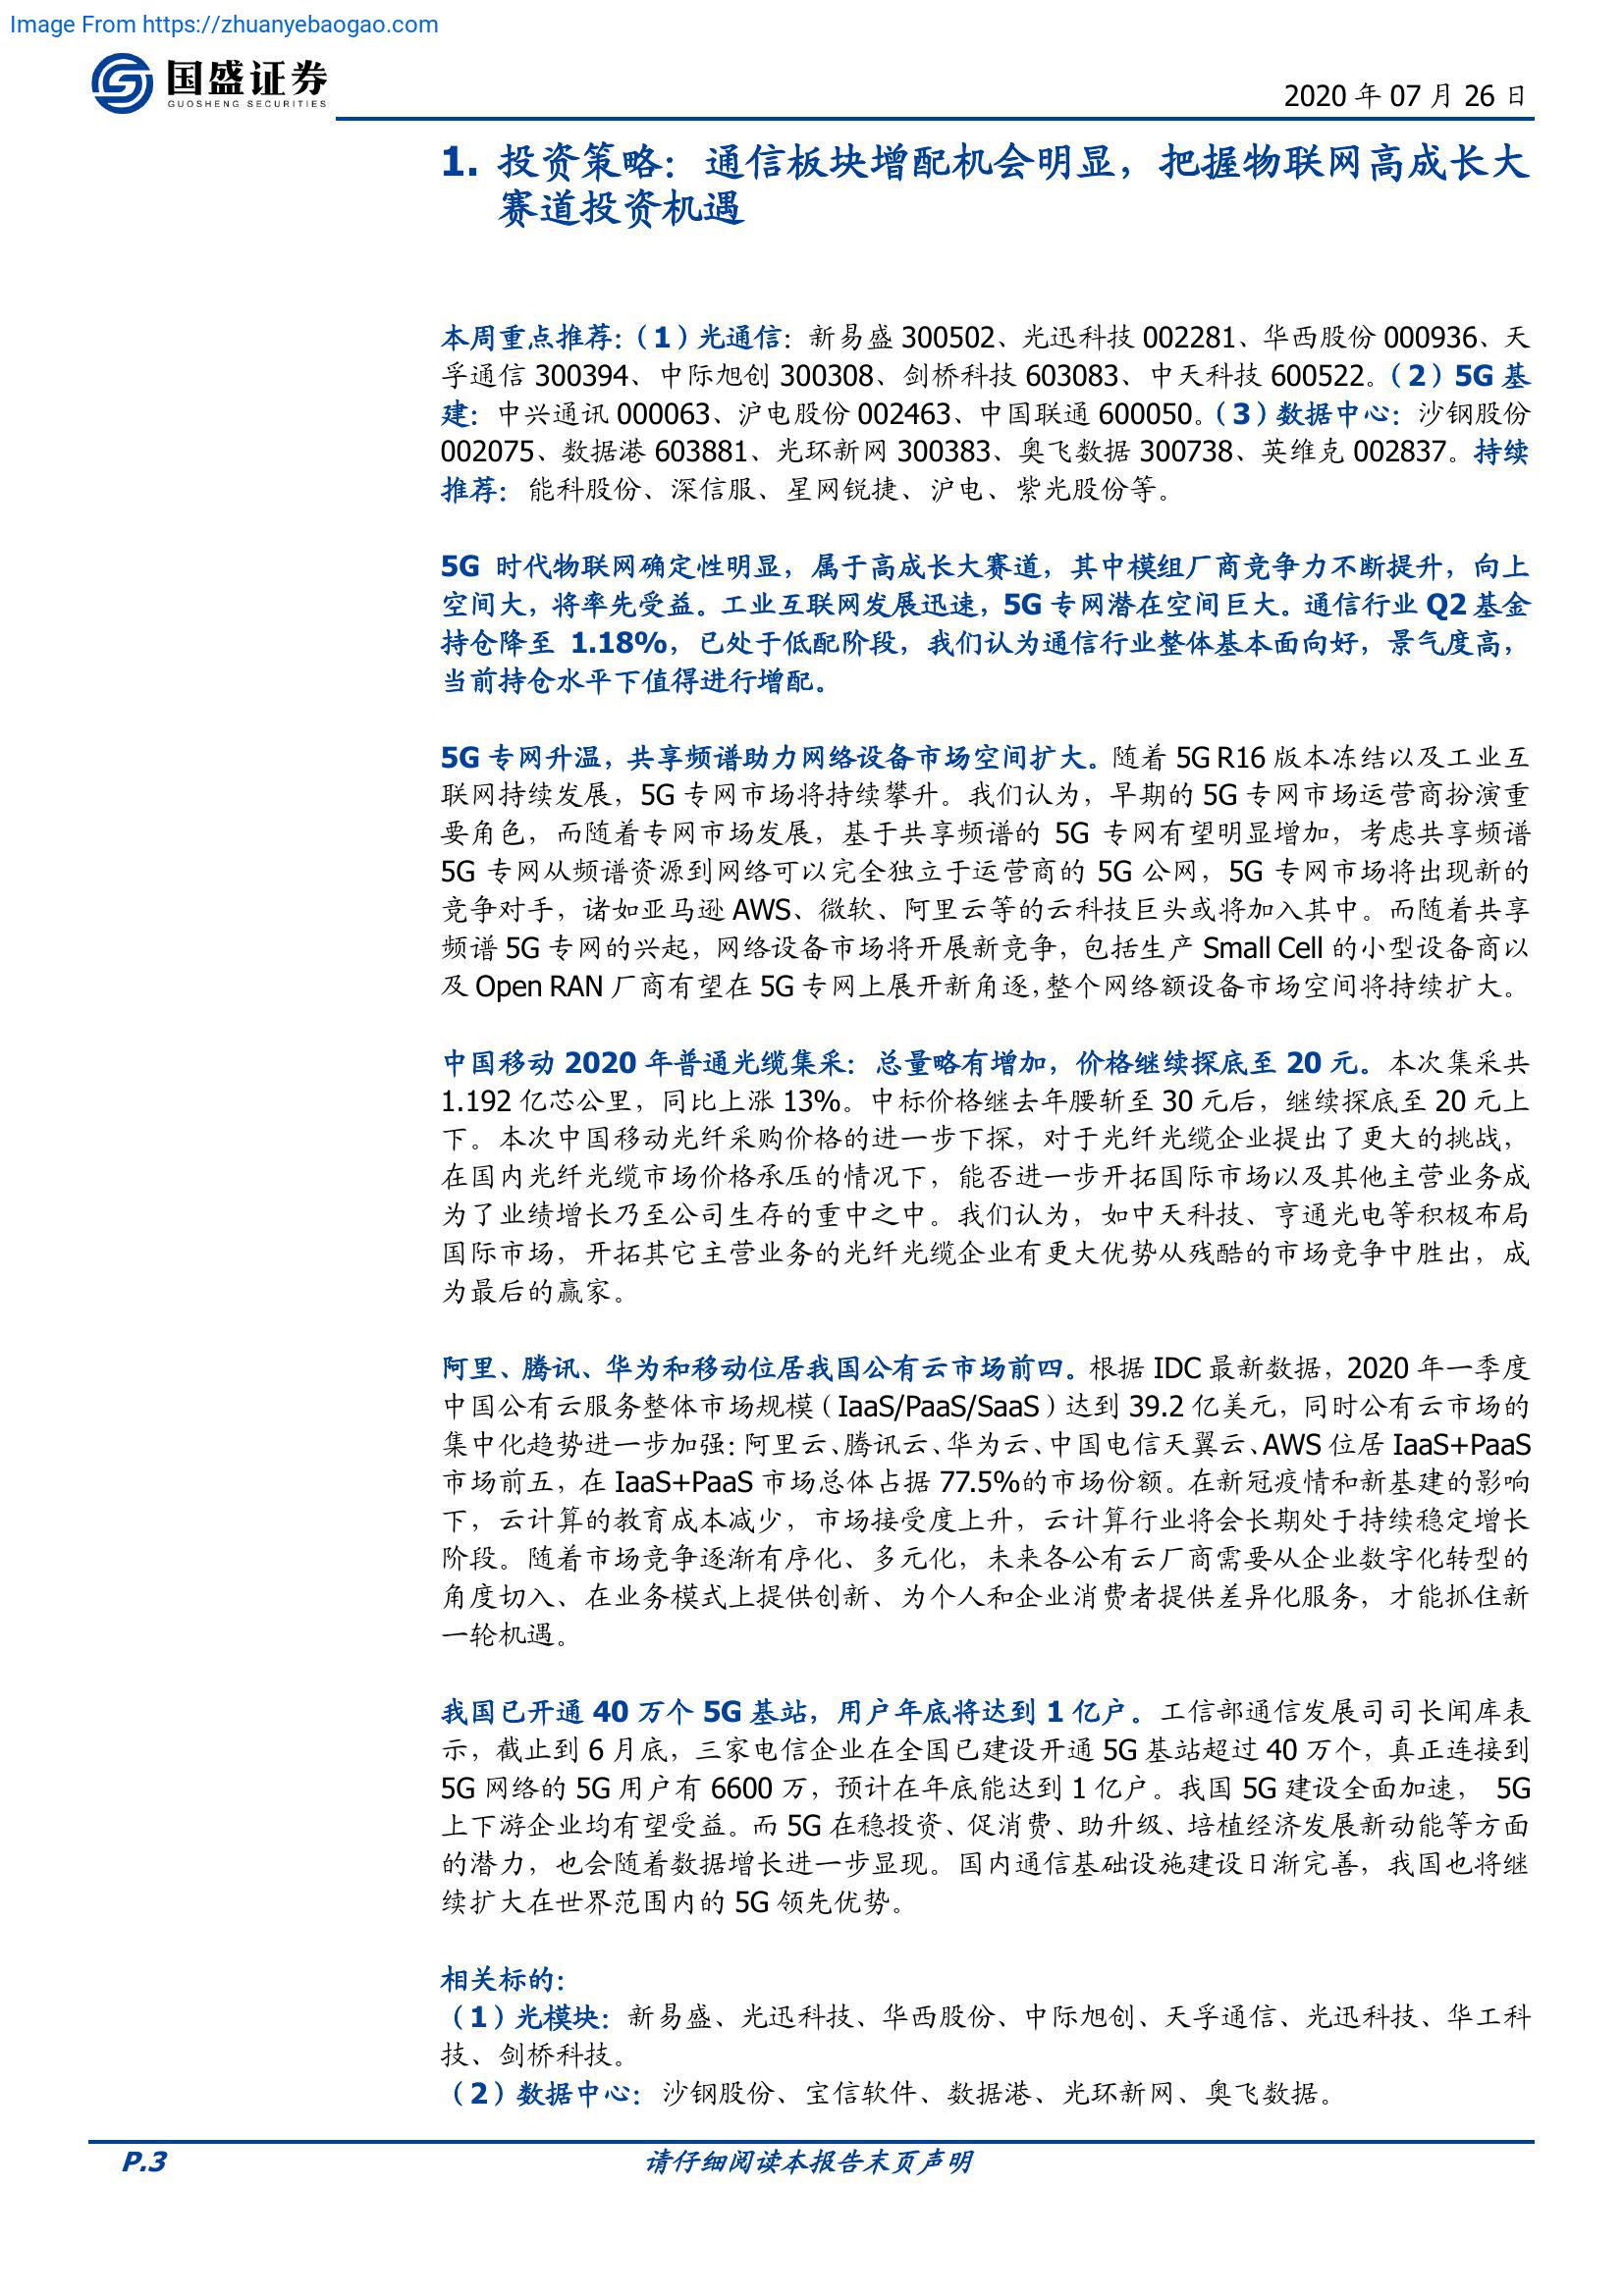 Image From https://zhuanyebaogao.com
国盛证券
GUOSHENG SECURITIES
2020 年 07 月 26 日
1. 投资策略：通信板块增配机会明显，把握物联网高成长大
赛道投资机遇
本周重点推荐：（1）光通信：新易盛 300502、光迅科技 002281、华西股份 000936、天
孚通信 300394、中际旭创 300308、剑桥科技 603083、中天科技 600522。（2）5G 基
建：中兴通讯 000063、沪电股份 002463、中国联通 600050。（3）数据中心：沙钢股份
002075、数据港 603881、光环新网 300383、奥飞数据 300738、英维克 002837。持续
推荐：能科股份、深信服、星网锐捷、沪电、紫光股份等。
5G 时代物联网确定性明显，属于高成长大赛道，其中模组厂商竞争力不断提升，向上
空间大，将率先受益。工业互联网发展迅速，5G 专网潜在空间巨大。通信行业 Q2 基金
持仓降至 1.18%，已处于低配阶段，我们认为通信行业整体基本面向好，景气度高，
当前持仓水平下值得进行增配。
5G 专网升温，共享频谱助力网络设备市场空间扩大。随着 5G R16 版本冻结以及工业互
联网持续发展，5G 专网市场将持续攀升。我们认为，早期的 5G 专网市场运营商扮演重
要角色，而随着专网市场发展，基于共享频谱的 5G 专网有望明显增加，考虑共享频谱
5G 专网从频谱资源到网络可以完全独立于运营商的 5G 公网，5G 专网市场将出现新的
竞争对手，诸如亚马逊 AWS、微软、阿里云等的云科技巨头或将加入其中。而随着共享
频谱 5G 专网的兴起，网络设备市场将开展新竞争，包括生产 Small Cell 的小型设备商以
及 Open RAN 厂商有望在 5G 专网上展开新角逐，整个网络额设备市场空间将持续扩大。
中国移动 2020 年普通光缆集采：总量略有增加，价格继续探底至 20 元。本次集采共
1.192 亿芯公里，同比上涨 13%。中标价格继去年腰斩至 30 元后，继续探底至 20 元上
下。本次中国移动光纤采购价格的进一步下探，对于光纤光缆企业提出了更大的挑战，
在国内光纤光缆市场价格承压的情况下，能否进一步开拓国际市场以及其他主营业务成
为了业绩增长乃至公司生存的重中之中。我们认为，如中天科技、亨通光电等积极布局
国际市场，开拓其它主营业务的光纤光缆企业有更大优势从残酷的市场竞争中胜出，成
为最后的赢家。
阿里、腾讯、华为和移动位居我国公有云市场前四。根据 IDC 最新数据，2020 年一季度
中国公有云服务整体市场规模（IaaS/PaaS/SaaS）达到 39.2 亿美元，同时公有云市场的
集中化趋势进一步加强：阿里云、腾讯云、华为云、中国电信天翼云、AWS 位居 IaaS+PaaS
市场前五，在 IaaS+PaaS 市场总体占据 77.5%的市场份额。在新冠疫情和新基建的影响
下，云计算的教育成本减少，市场接受度上升，云计算行业将会长期处于持续稳定增长
阶段。随着市场竞争逐渐有序化、多元化，未来各公有云厂商需要从企业数字化转型的
角度切入、在业务模式上提供创新、为个人和企业消费者提供差异化服务，才能抓住新
一轮机遇。
我国已开通 40 万个 5G 基站，用户年底将达到 1 亿户。工信部通信发展司司长闻库表
示，截止到 6 月底，三家电信企业在全国已建设开通 5G 基站超过 40 万个，真正连接到
5G 网络的 5G 用户有 6600 万，预计在年底能达到 1 亿户。我国 5G 建设全面加速， 5G
上下游企业均有望受益。而 5G 在稳投资、促消费、助升级、培植经济发展新动能等方面
的潜力，也会随着数据增长进一步显现。国内通信基础设施建设日渐完善，我国也将继
续扩大在世界范围内的 5G 领先优势。
相关标的：
（1）光模块：新易盛、光迅科技、华西股份、中际旭创、天孚通信、光迅科技、华工科
技、剑桥科技。
（2）数据中心：沙钢股份、宝信软件、数据港、光环新网、奥飞数据。
P.3
请仔细阅读本报告末页声明